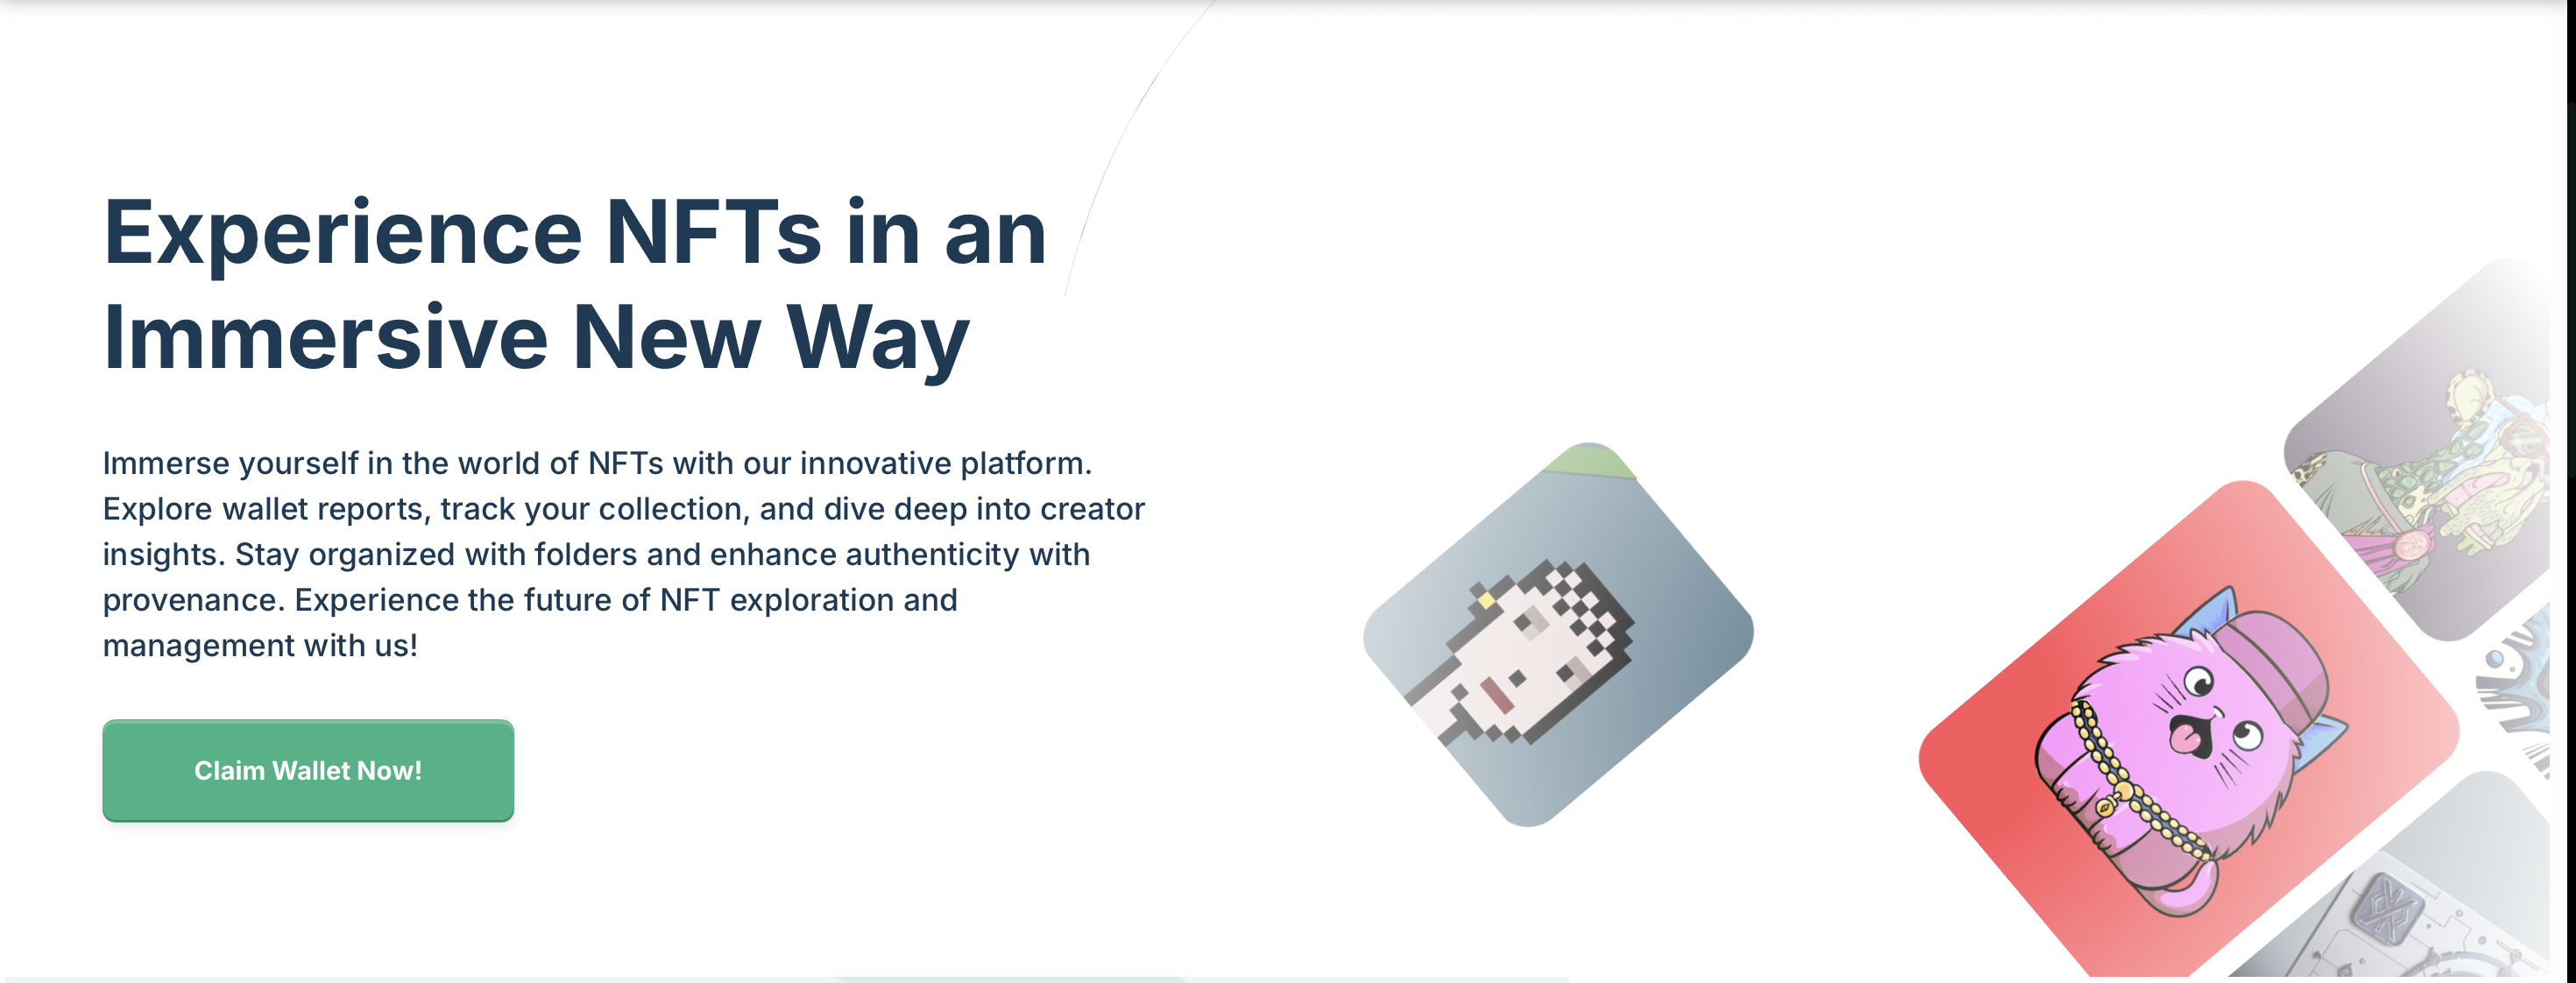 Experience NFTs in an
Immersive New Way
Immerse yourself in the world of NFTs with our innovative platform.
Explore wallet reports, track your collection, and dive deep into creator
insights. Stay organized with folders and enhance authenticity with
provenance. Experience the future of NFT exploration and
management with us!
Claim Wallet Now!